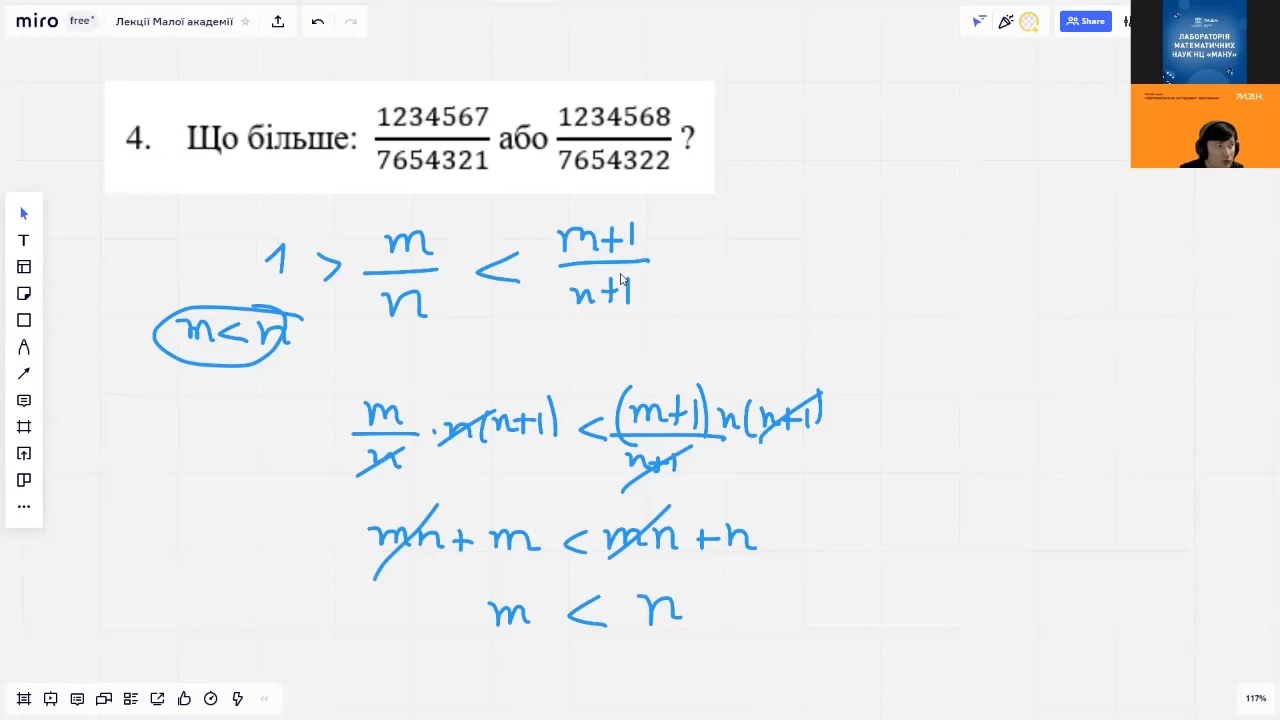 miro free Лекції Малої академії Share
ЛАБОРАТОРІЯ
МАТЕМАТИЧНИХ
НАУК НЦ «МАНУ»
4. Що більше: 1234567/7654321 або 1234568/7654322 ?
1 > m/n < (m+1)/(n+1)
m < n
m/n · n(n+1) < (m+1)/(n+1) n(n+1)
mn + m < mn + n
m < n
117%